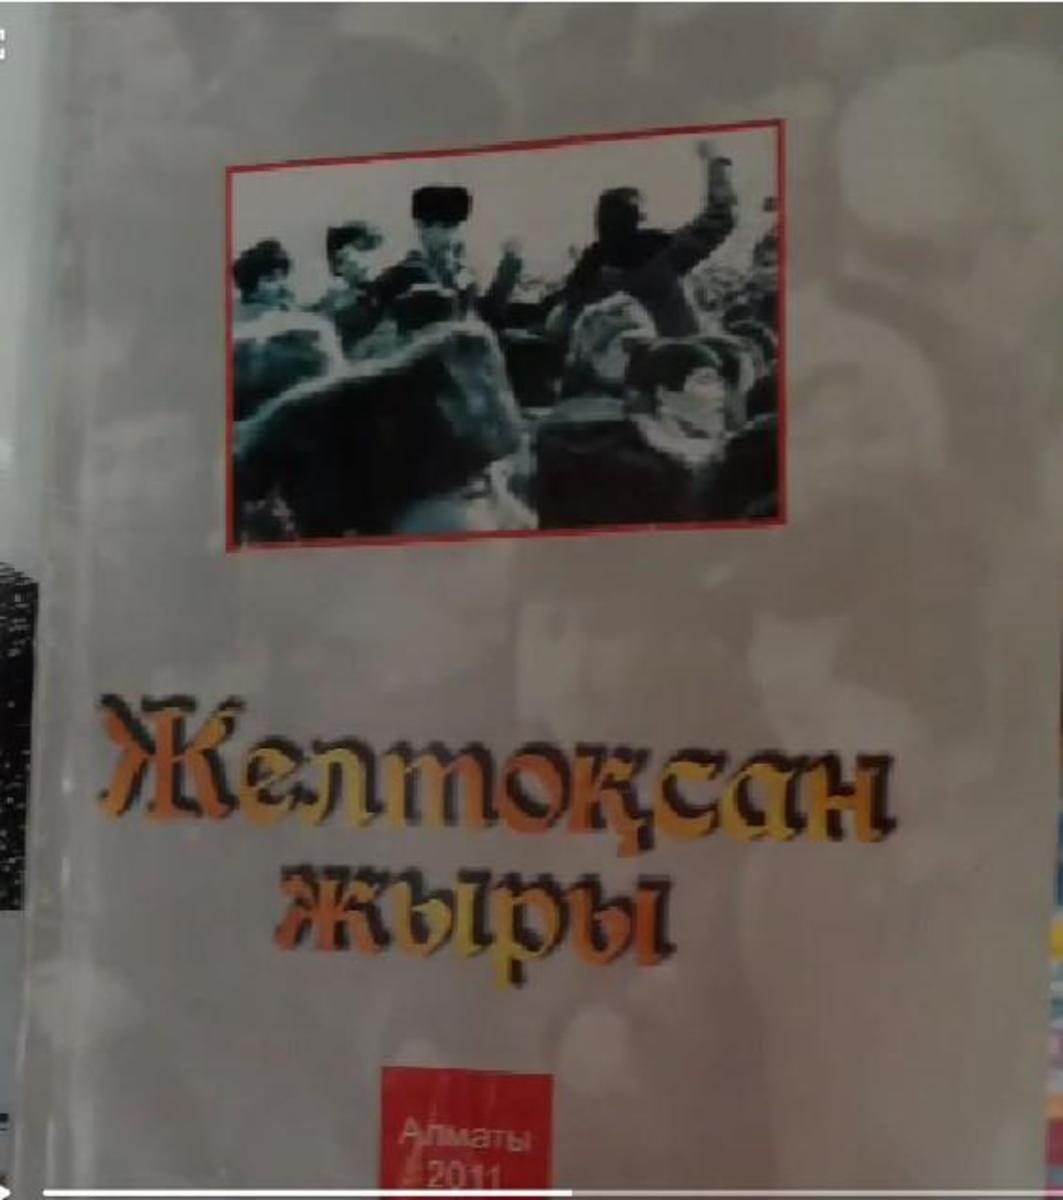 Желтоқсан
жыры
Алматы
2011